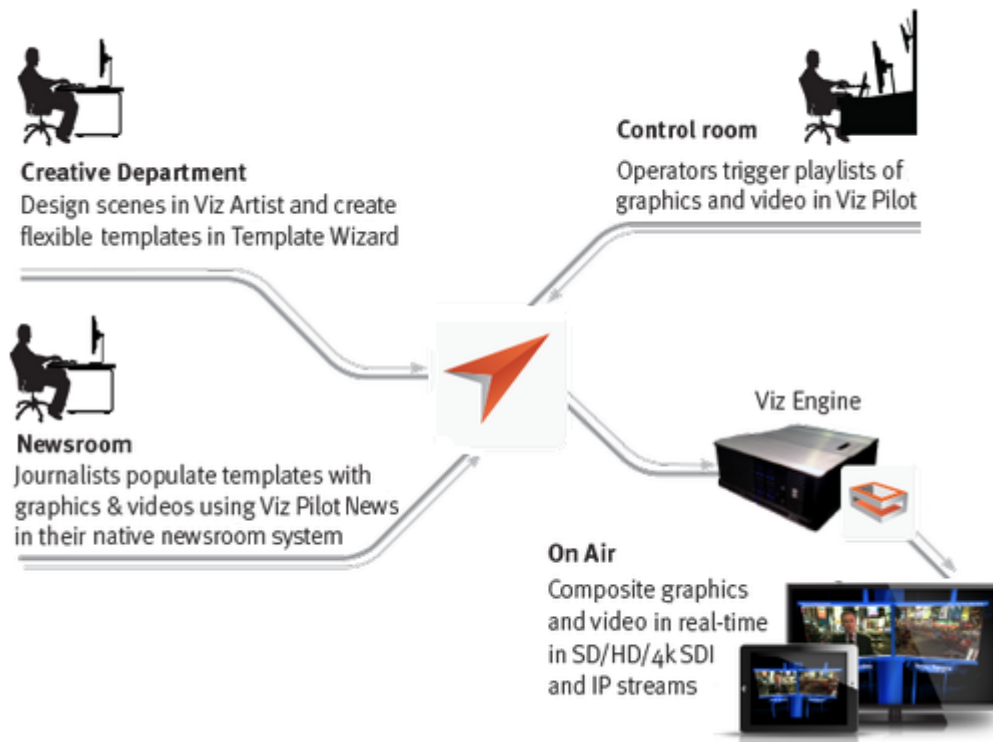 Creative Department
Design scenes in Viz Artist and create
flexible templates in Template Wizard
Control room
Operators trigger playlists of
graphics and video in Viz Pilot
Newsroom
Journalists populate templates with
graphics & videos using Viz Pilot News
in their native newsroom system
Viz Engine
On Air
Composite graphics
and video in real-time
in SD/HD/4k SDI
and IP streams